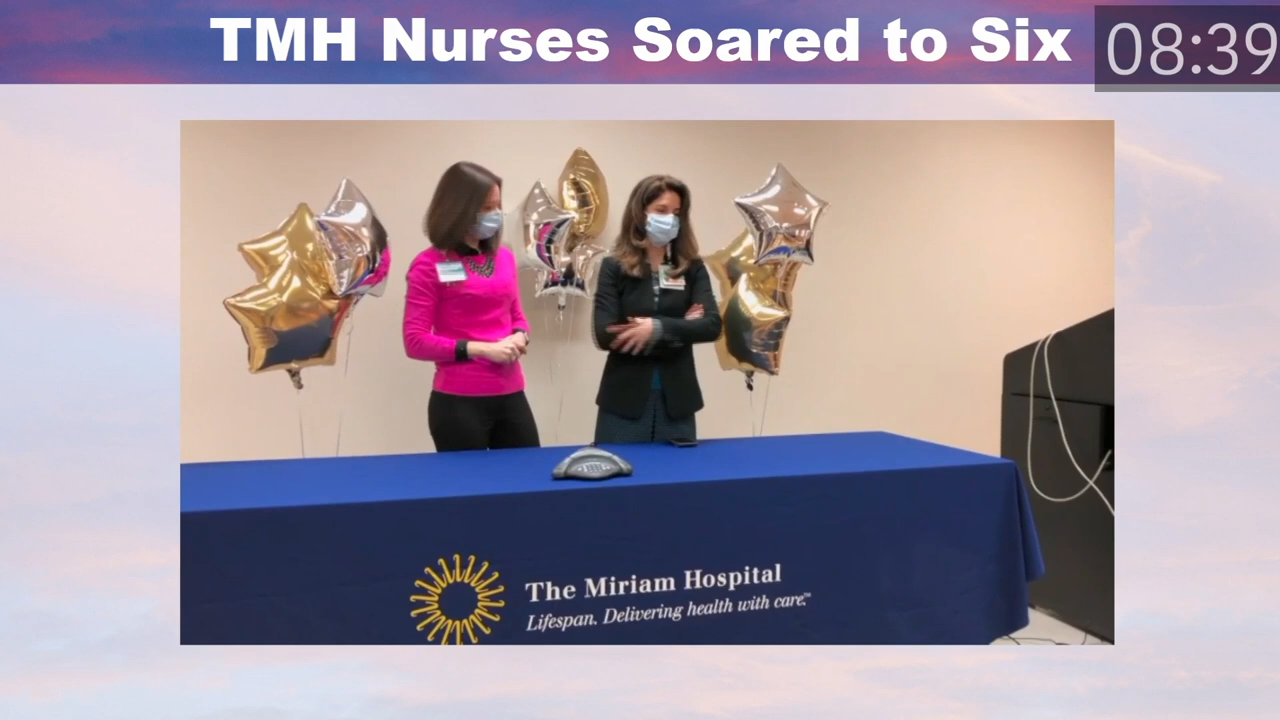 TMH Nurses Soared to Six
08:39
The Miriam Hospital
Lifespan. Delivering health with care.™